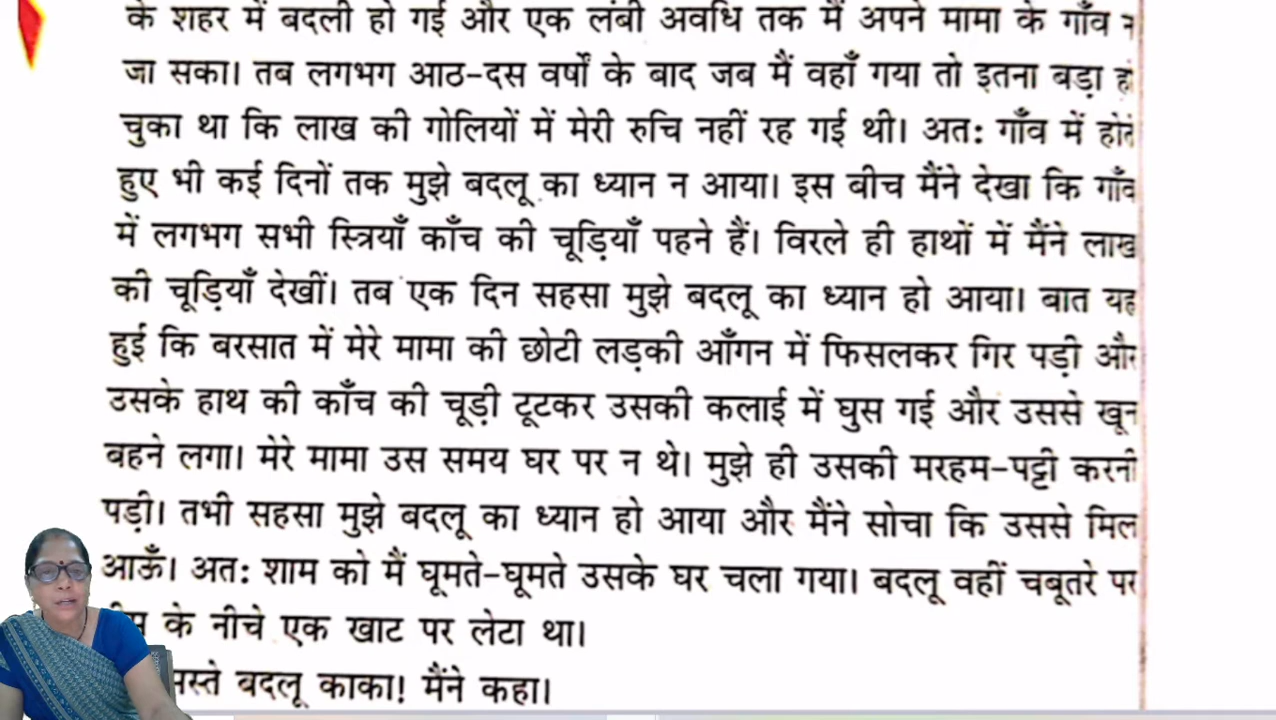 के शहर में बदली हो गई और एक लंबी अवधि तक मैं अपने मामा के गाँव
जा सका। तब लगभग आठ-दस वर्षों के बाद जब मैं वहाँ गया तो इतना बड़ा
चुका था कि लाख की गोलियों में मेरी रुचि नहीं रह गई थी। अत: गाँव में होते
हुए भी कई दिनों तक मुझे बदलू का ध्यान न आया। इस बीच मैंने देखा कि गाँव
में लगभग सभी स्त्रियाँ काँच की चूड़ियाँ पहने हैं। विरले ही हाथों में मैंने लाख
की चूड़ियाँ देखीं। तब एक दिन सहसा मुझे बदलू का ध्यान हो आया। बात यह
हुई कि बरसात में मेरे मामा की छोटी लड़की आँगन में फिसलकर गिर पड़ी और
उसके हाथ की काँच की चूड़ी टूटकर उसकी कलाई में घुस गई और उससे खून
बहने लगा। मेरे मामा उस समय घर पर न थे। मुझे ही उसकी मरहम-पट्टी करनी
पड़ी। तभी सहसा मुझे बदलू का ध्यान हो आया और मैंने सोचा कि उससे मिल
आऊँ। अत: शाम को मैं घूमते-घूमते उसके घर चला गया। बदलू वहीं चबूतरे पर
के नीचे एक खाट पर लेटा था।
बदलू काका! मैंने कहा।